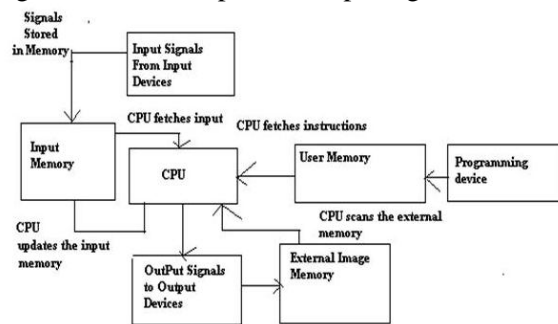 Signals
Stored
in Memory
Input Signals
From Input
Devices
CPU fetches input
CPU fetches instructions
Input
Memory
CPU
User Memory
Programming
device
CPU
updates the input
memory
CPU scans the external
memory
OutPut Signals
to Output
Devices
External Image
Memory